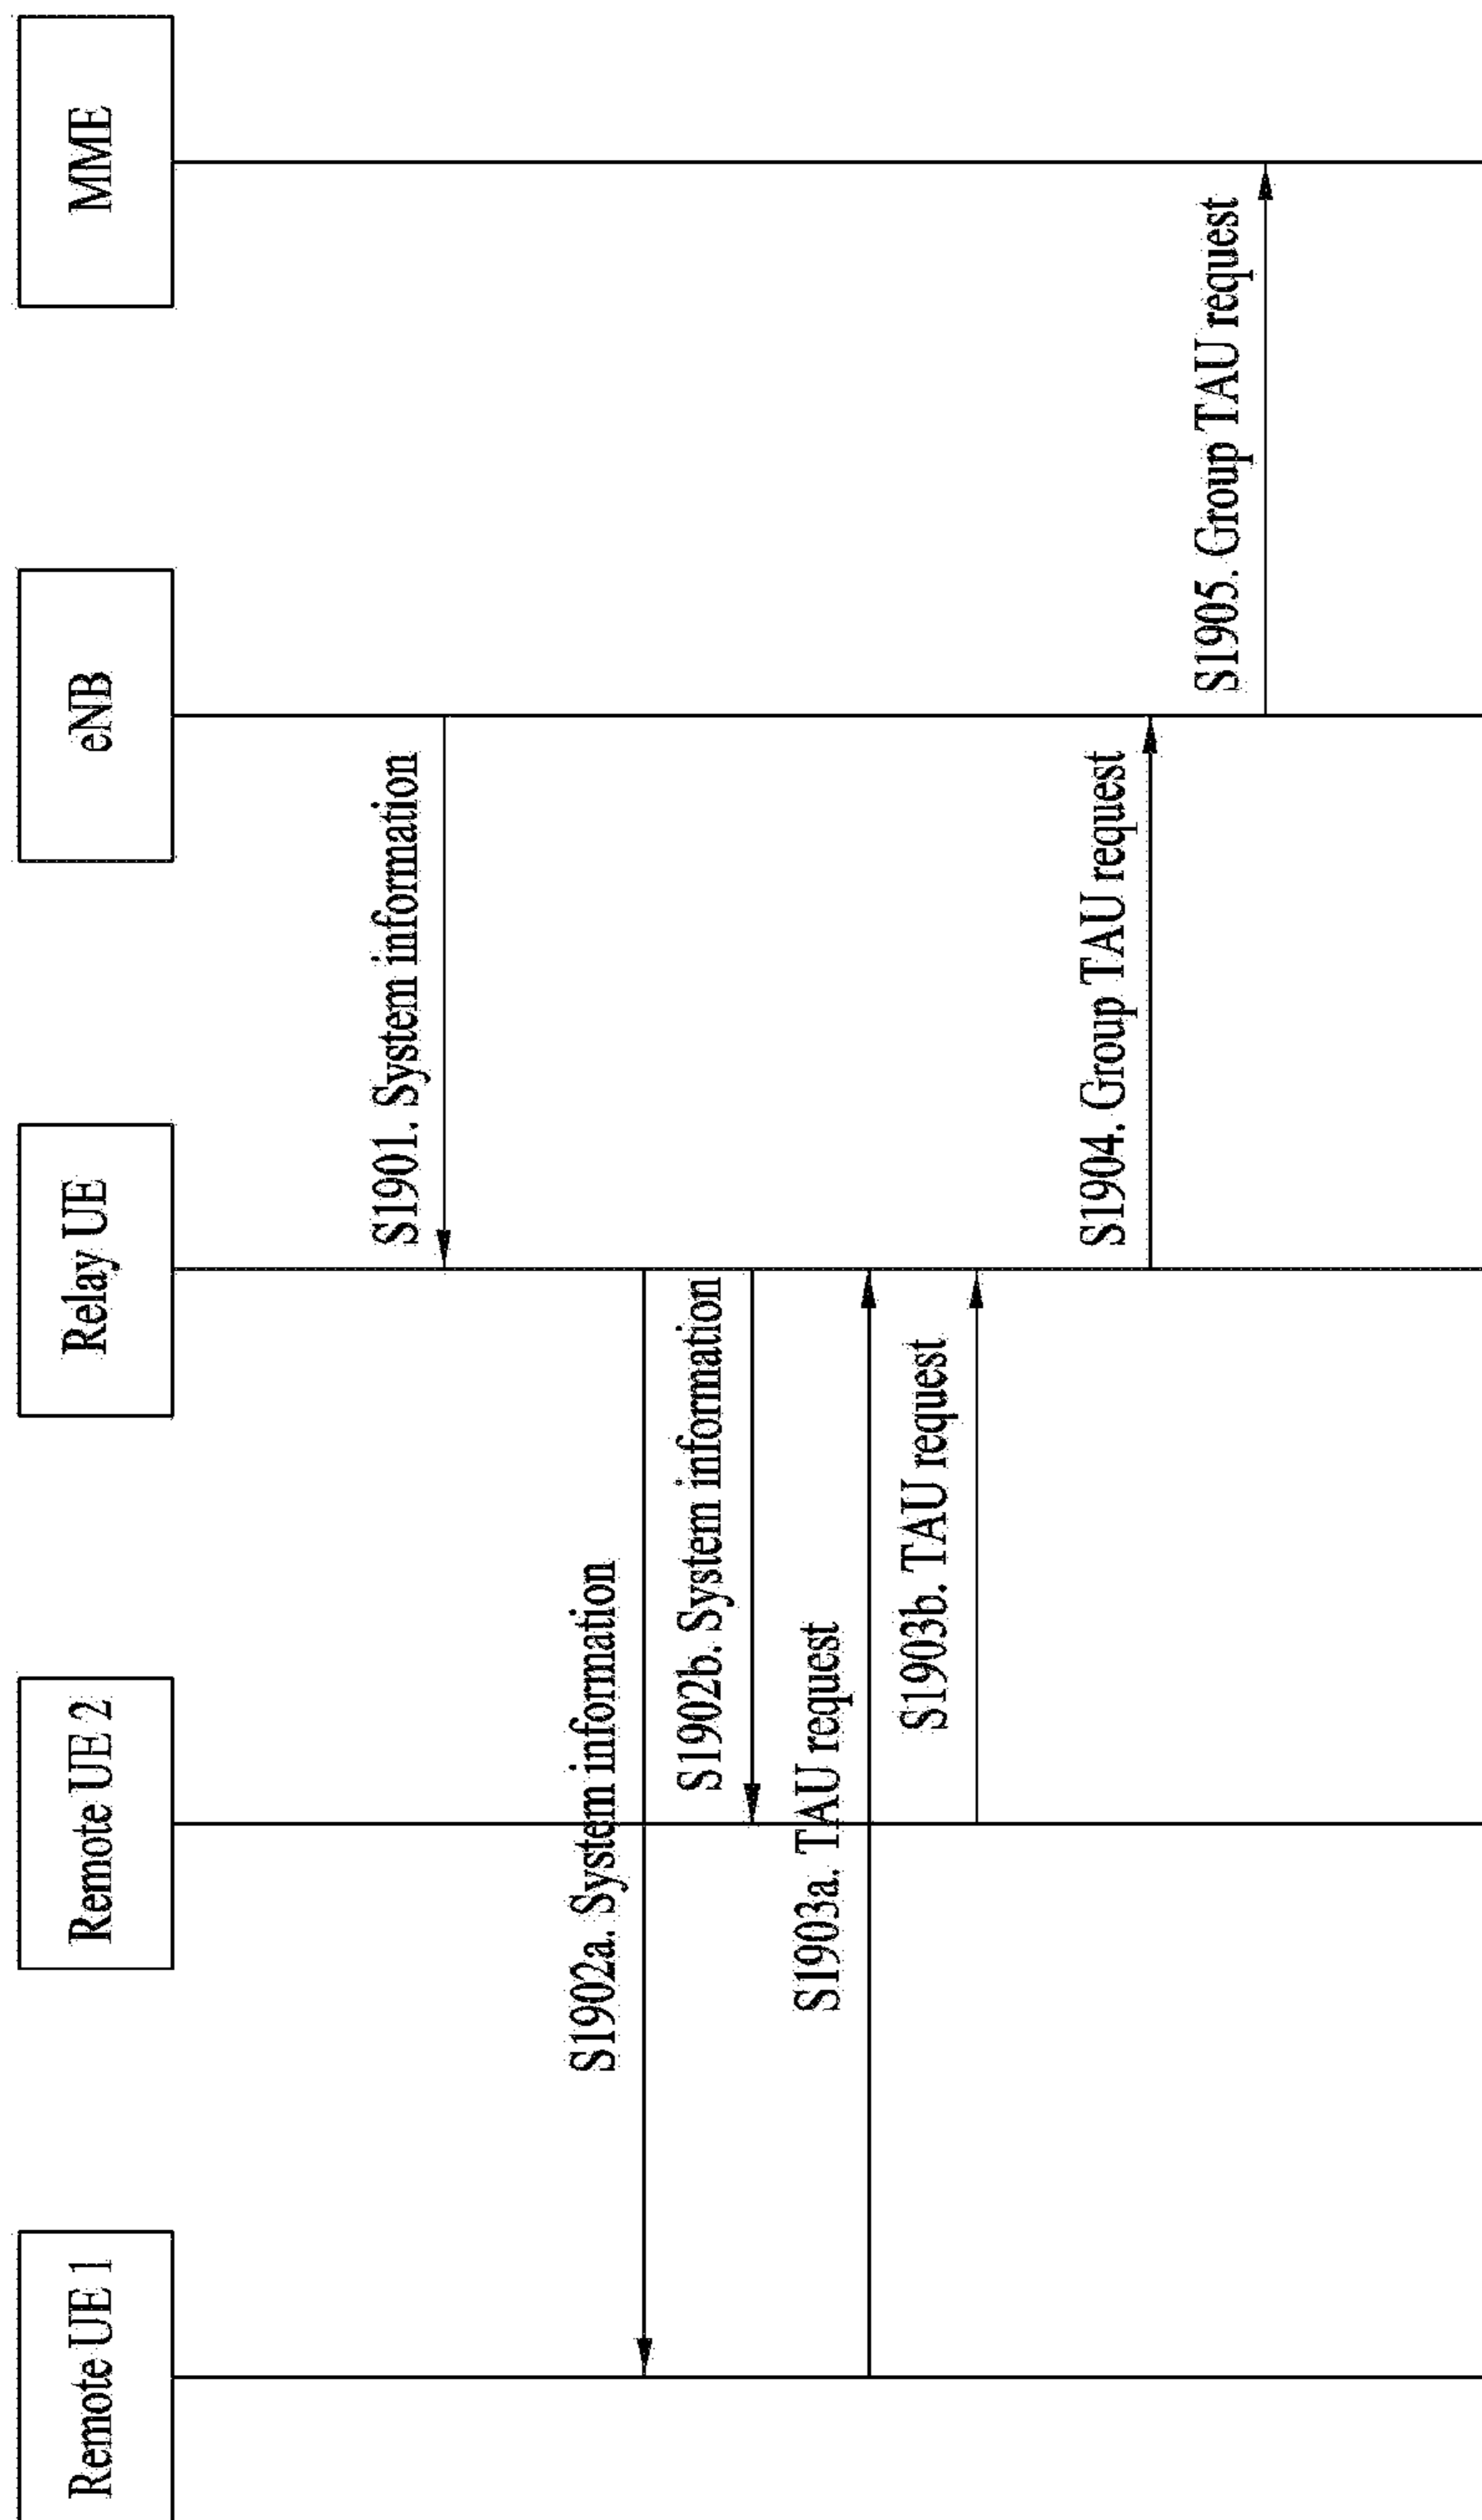 Remote UE 1
Remote UE 2
Relay UE
eNB
MME
S1901. System information
S1902a. System information
S1902b. System information
S1903a. TAU request
S1903b. TAU request
S1904. Group TAU request
S1905. Group TAU request